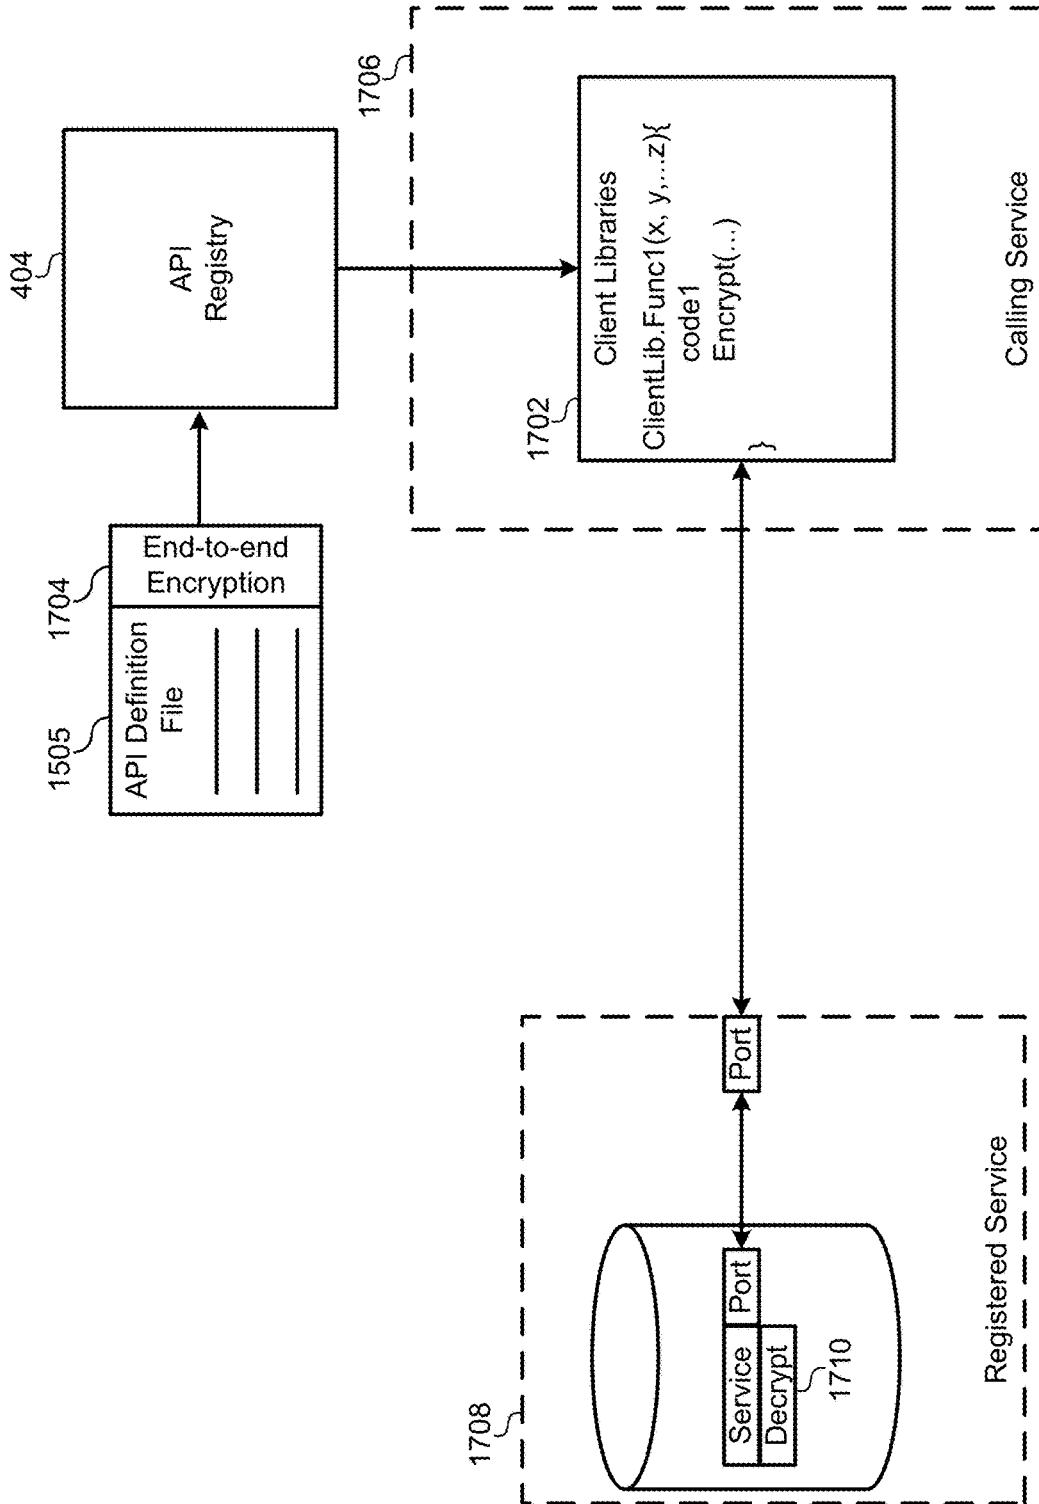 1505
1704
404
API Definition
File
End-to-end
Encryption
API
Registry
1706
1702
Client Libraries
ClientLib.Func1(x, y,...z){
code1
Encrypt(...)
}
Calling Service
1708
Service
Port
Port
Decrypt
1710
Registered Service